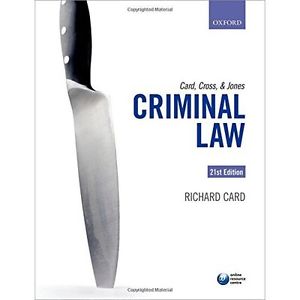 OXFORD
Card, Cross, & Jones
CRIMINAL
LAW
21st Edition
RICHARD CARD
online
resource
centre